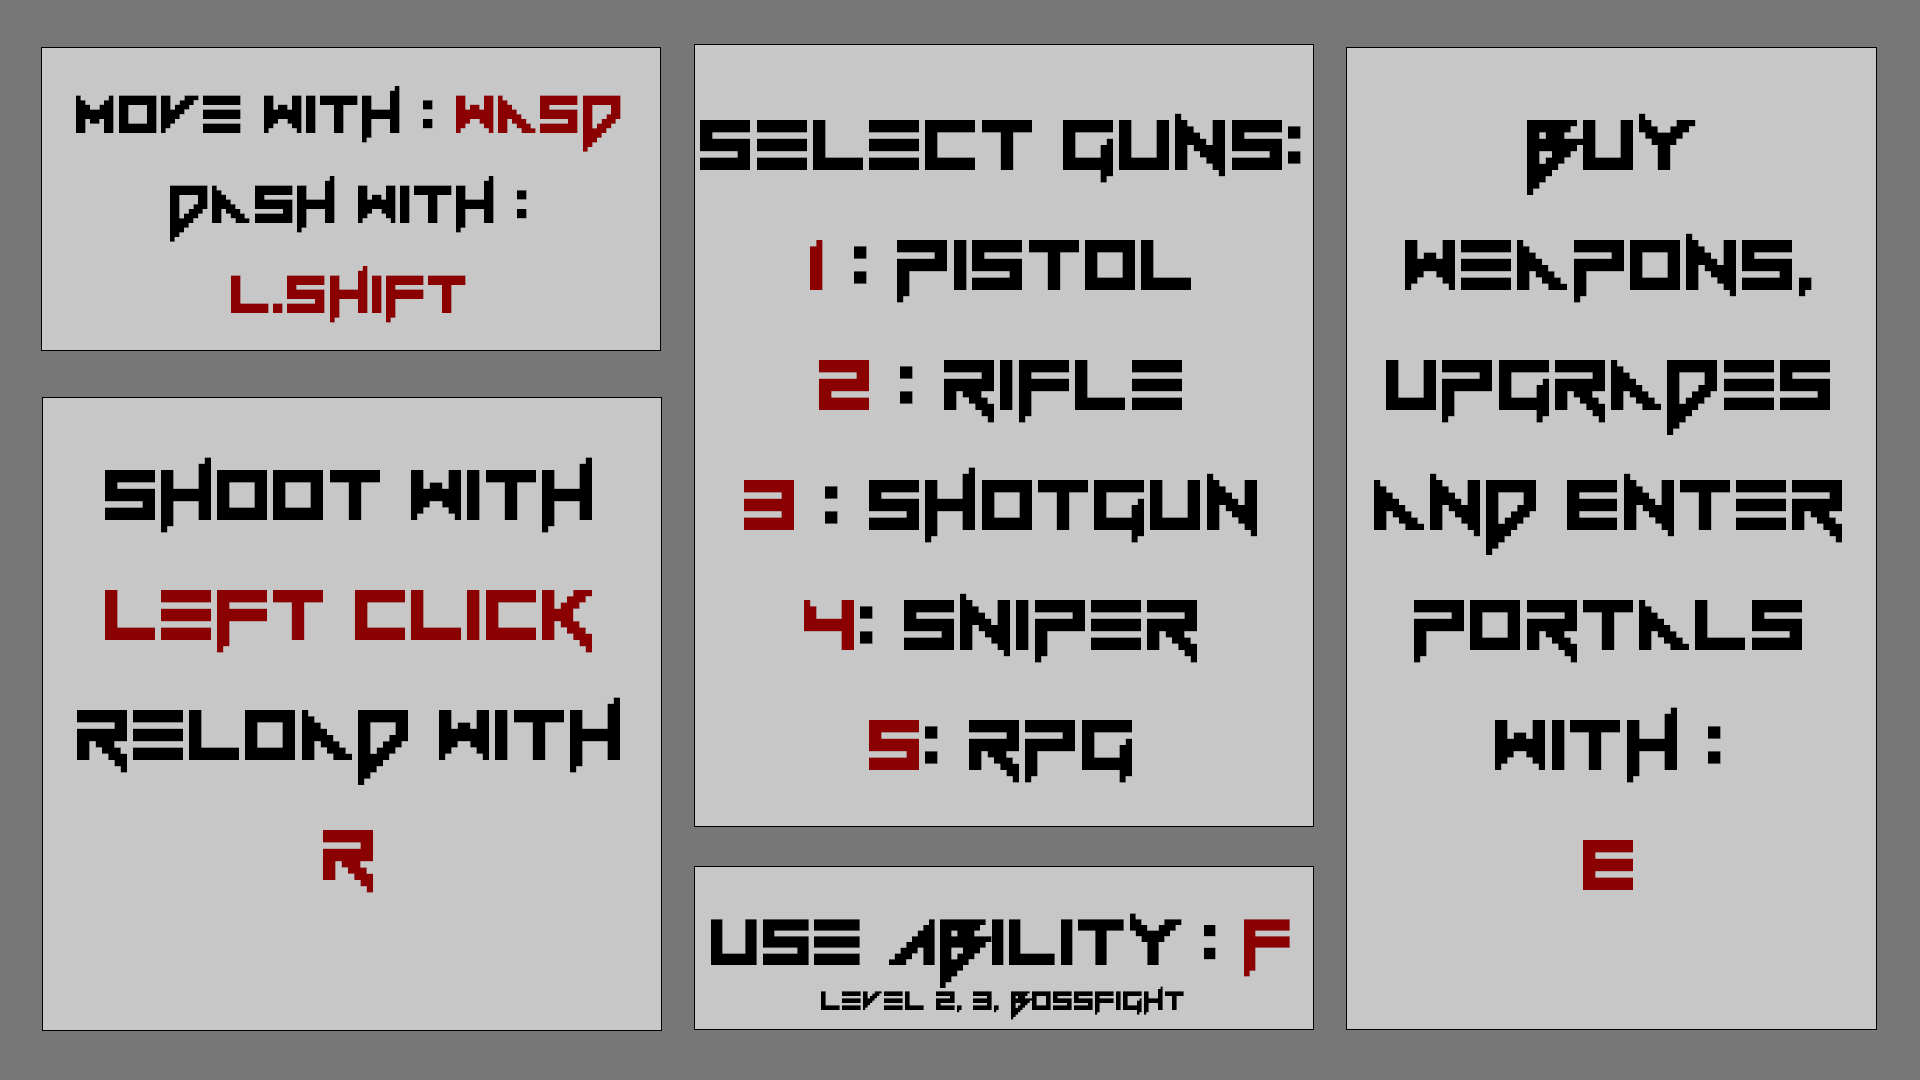 MOVE WITH : WASD
DASH WITH :
L.SHIFT
SHOOT WITH
LEFT CLICK
RELOAD WITH
R
SELECT GUNS:
1 : PISTOL
2 : RIFLE
3 : SHOTGUN
4: SNIPER
5: RPG
USE ABILITY : F
LEVEL 2, 3, BOSSFIGHT
BUY
WEAPONS,
UPGRADES
AND ENTER
PORTALS
WITH :
E